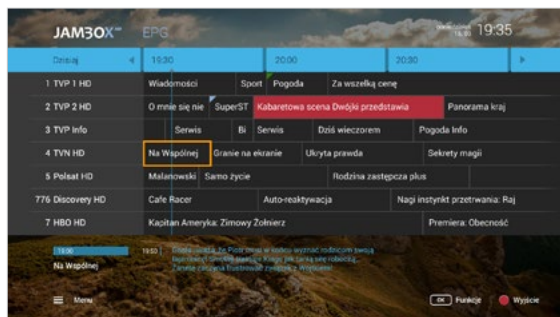 JAMBOX EPG 19:35
Dzisiaj 19:30 20:00 20:30
1 TVP 1 HD Wiadomości Sport Pogoda Za wszelką cenę
2 TVP 2 HD O mnie się nie SuperST Kabaretowa scena Dwójki przedstawia Panorama kraj
3 TVP Info Serwis Bi Serwis Dziś wieczorem Pogoda Info
4 TVN HD Na Wspólnej Granie na ekranie Ukryta prawda Sekrety magii
5 Polsat HD Malanowski Samo życie Rodzina zastępcza plus
776 Discovery HD Cafe Racer Auto-reaktywacja Nagi instynkt przetrwania: Raj
7 HBO HD Kapitan Ameryka: Zimowy Żołnierz Premiera: Obecność
19:30 19:50
Na Wspólnej
Menu OK Funkcje Wyjście